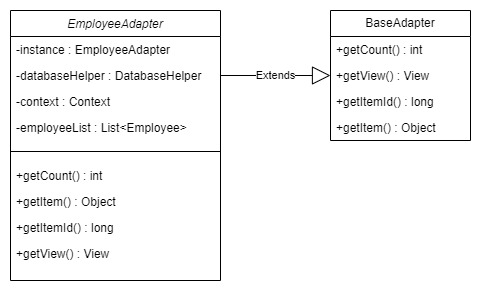 EmployeeAdapter
-instance : EmployeeAdapter
-databaseHelper : DatabaseHelper
-context : Context
-employeeList : List<Employee>
+getCount() : int
+getItem() : Object
+getItemId() : long
+getView() : View
Extends
BaseAdapter
+getCount() : int
+getView() : View
+getItemId() : long
+getItem() : Object